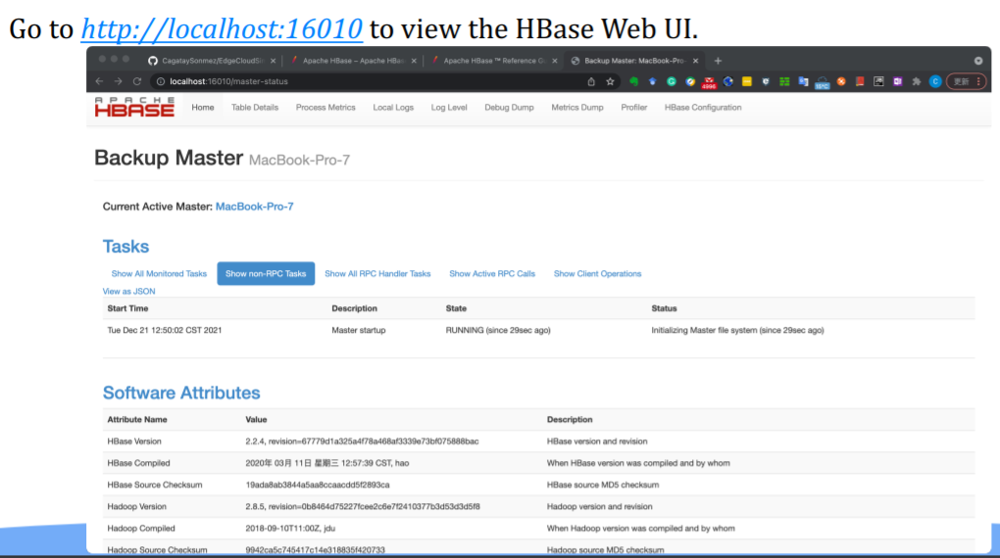 Go to http://localhost:16010 to view the HBase Web UI.
CagataySonmez/EdgeCloudSim Apache HBase – Apache HBase Apache HBase ™ Reference Gu Backup Master: MacBook-Pro-
localhost:16010/master-status 4996 更新
APACHE HBASE Home Table Details Process Metrics Local Logs Log Level Debug Dump Metrics Dump Profiler HBase Configuration
Backup Master MacBook-Pro-7
Current Active Master: MacBook-Pro-7
Tasks
Show All Monitored Tasks Show non-RPC Tasks Show All RPC Handler Tasks Show Active RPC Calls Show Client Operations
View as JSON
Start Time Description State Status
Tue Dec 21 12:50:02 CST 2021 Master startup RUNNING (since 29sec ago) Initializing Master file system (since 29sec ago)
Software Attributes
Attribute Name Value Description
HBase Version 2.2.4, revision=67779d1a325a4f78a468af3339e73bf075888bac HBase version and revision
HBase Compiled 2020年 03月 11日 星期三 12:57:39 CST, hao When HBase version was compiled and by whom
HBase Source Checksum 19ada8ab3844a5aa8ccaacdd5f2893ca HBase source MD5 checksum
Hadoop Version 2.8.5, revision=0b8464d75227fcee2c6e7f2410377b3d53d3d5f8 Hadoop version and revision
Hadoop Compiled 2018-09-10T11:00Z, jdu When Hadoop version was compiled and by whom
Hadoop Source Checksum 9942ca5c745417c14e318835f420733 Hadoop source MD5 checksum